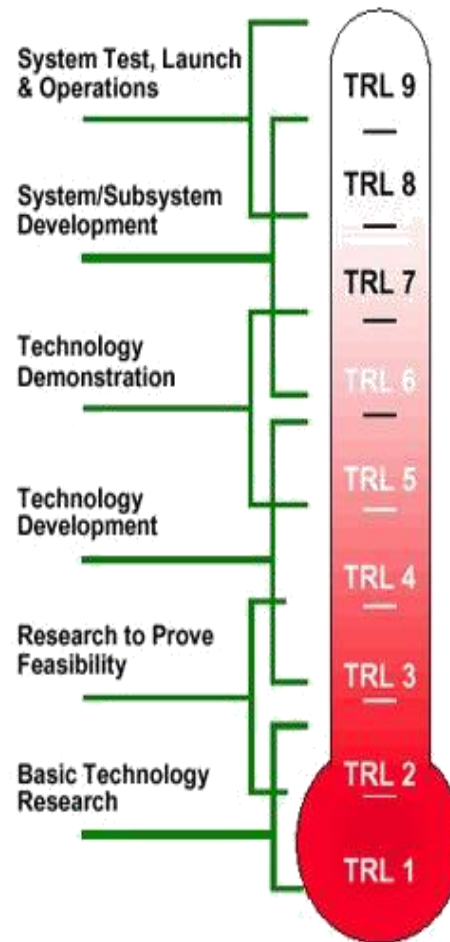 System Test, Launch
& Operations
System/Subsystem
Development
Technology
Demonstration
Technology
Development
Research to Prove
Feasibility
Basic Technology
Research
TRL 9
TRL 8
TRL 7
TRL 6
TRL 5
TRL 4
TRL 3
TRL 2
TRL 1